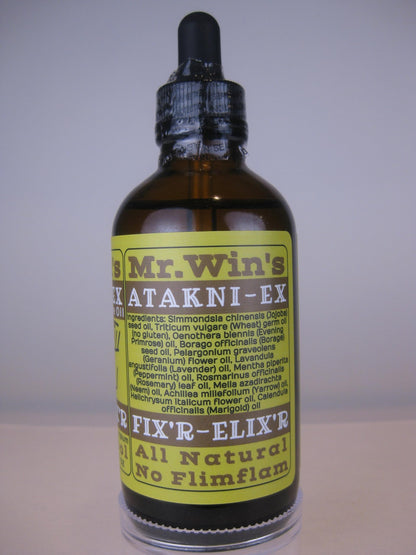 's
Mr.Win's
EX
ATAKNI-EX
Ingredients: Simmondsia chinensis (Jojoba)
seed oil, Triticum vulgare (Wheat) germ oil
(no gluten), Oenothera biennis (Evening
Primrose) oil, Borago officinalis (Borage)
seed oil, Pelargonium graveolens
(Geranium) flower oil, Lavandula
angustifolia (Lavender) oil, Mentha piperita
(Peppermint) oil, Rosmarinus officinalis
(Rosemary) leaf oil, Melia azadirachta
(Neem) oil, Achillea millefolium (Yarrow) oil,
Helichrysum italicum flower oil, Calendula
officinalis (Marigold) oil
'R
FIX'R-ELIX'R
All Natural
No Flimflam